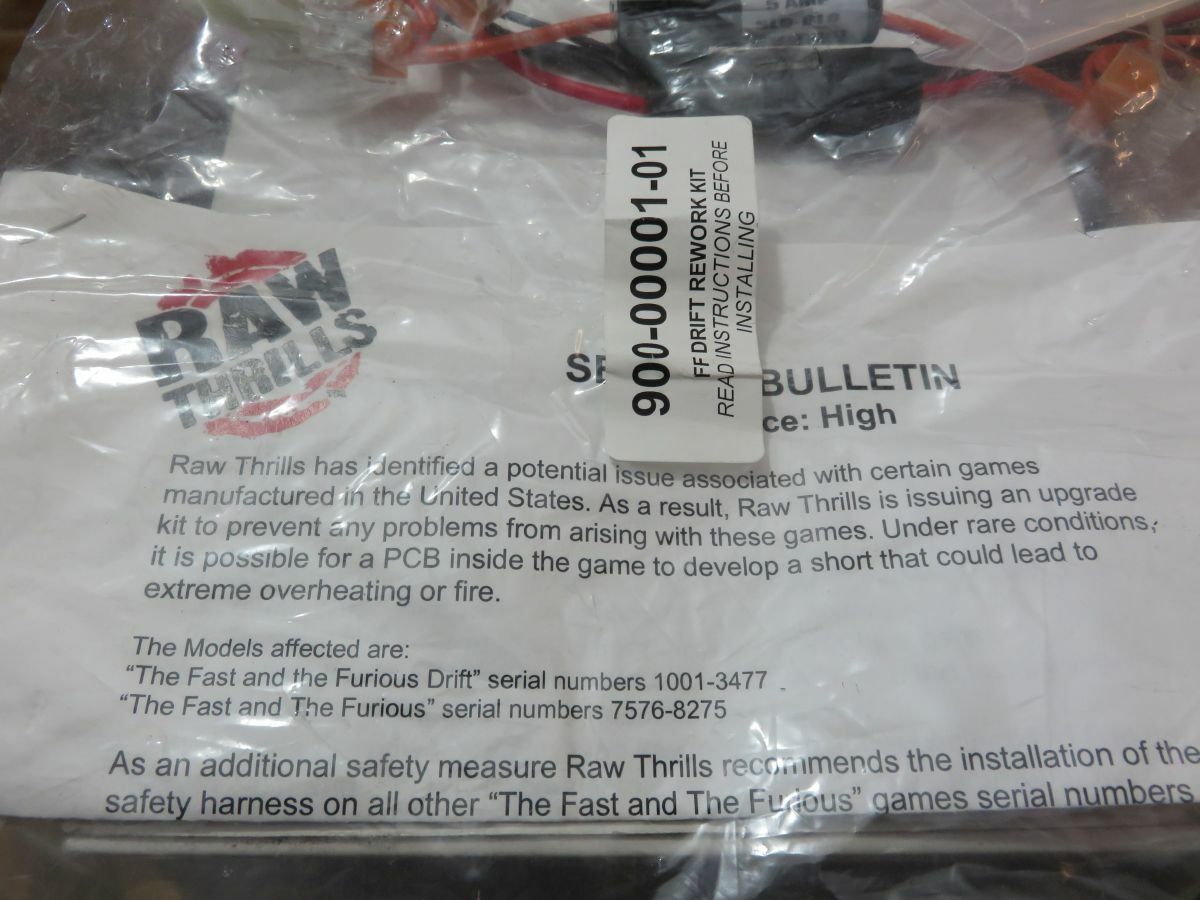 5 AMP
900-00001-01
FF DRIFT REWORK KIT
READ INSTRUCTIONS BEFORE
INSTALLING
RAW
THRILLS
BULLETIN
ce: High
Raw Thrills has identified a potential issue associated with certain games
manufactured in the United States. As a result, Raw Thrills is issuing an upgrade
kit to prevent any problems from arising with these games. Under rare conditions,
it is possible for a PCB inside the game to develop a short that could lead to
extreme overheating or fire.
The Models affected are:
“The Fast and the Furious Drift” serial numbers 1001-3477
“The Fast and The Furious” serial numbers 7576-8275
As an additional safety measure Raw Thrills recommends the installation of the
safety harness on all other “The Fast and The Furious” games serial numbers